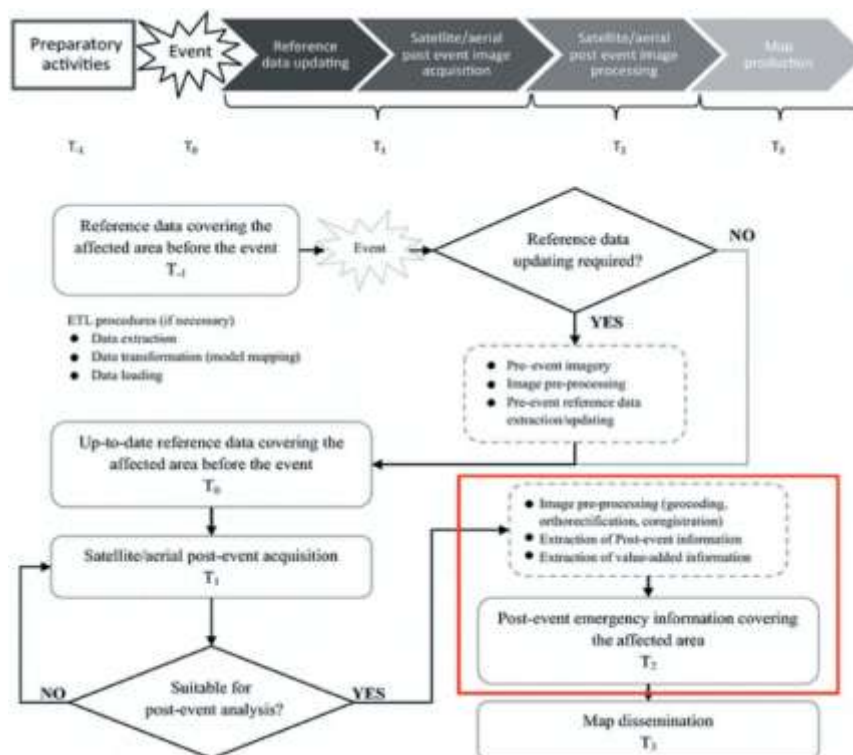 Preparatory
activities
Event
Reference
data updating
Satellite/aerial
post event image
acquisition
Satellite/aerial
post event image
processing
Map
production
T-1
T0
T1
T2
T3
Reference data covering the
affected area before the event
T-1
Event
Reference data
updating required?
NO
YES
ETL procedures (if necessary)
● Data extraction
● Data transformation (model mapping)
● Data loading
● Pre-event imagery
● Image pre-processing
● Pre-event reference data
extraction/updating
Up-to-date reference data covering the
affected area before the event
T0
● Image pre-processing (geocoding,
orthorectification, coregistration)
● Extraction of Post-event information
● Extraction of value-added information
Satellite/aerial post-event acquisition
T1
Post-event emergency information covering
the affected area
T2
NO
Suitable for
post-event analysis?
YES
Map dissemination
T3